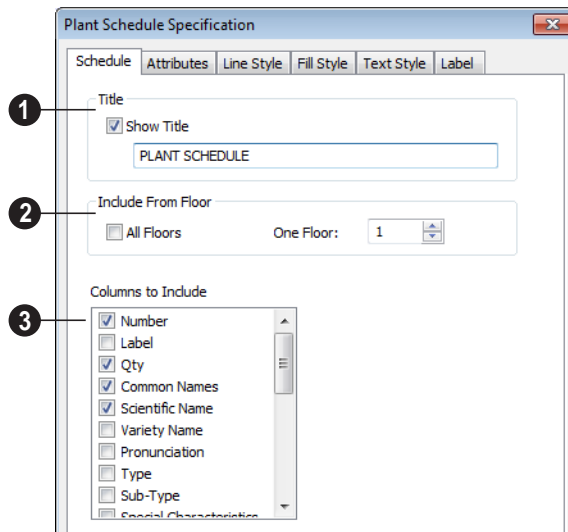 Plant Schedule Specification
Schedule Attributes Line Style Fill Style Text Style Label
1
Title
Show Title
PLANT SCHEDULE
2
Include From Floor
All Floors One Floor: 1
Columns to Include
3
Number
Label
Qty
Common Names
Scientific Name
Variety Name
Pronunciation
Type
Sub-Type
Special Characteristics